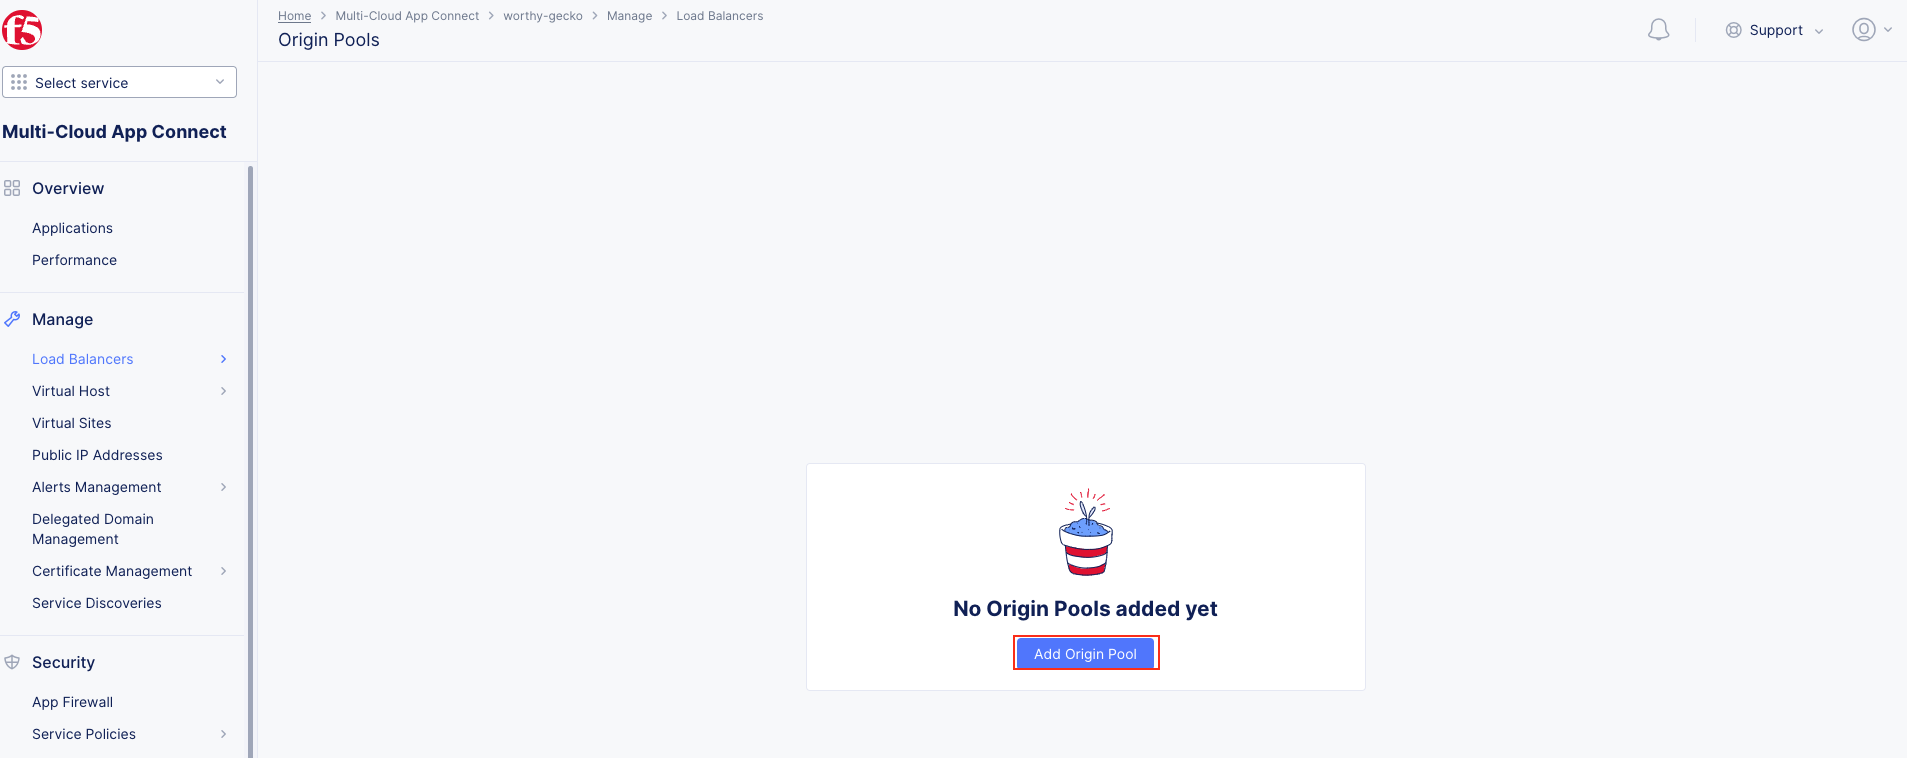 f5
Select service
Multi-Cloud App Connect
Overview
Applications
Performance
Manage
Load Balancers
Virtual Host
Virtual Sites
Public IP Addresses
Alerts Management
Delegated Domain
Management
Certificate Management
Service Discoveries
Security
App Firewall
Service Policies
Home > Multi-Cloud App Connect > worthy-gecko > Manage > Load Balancers
Origin Pools
Support
No Origin Pools added yet
Add Origin Pool